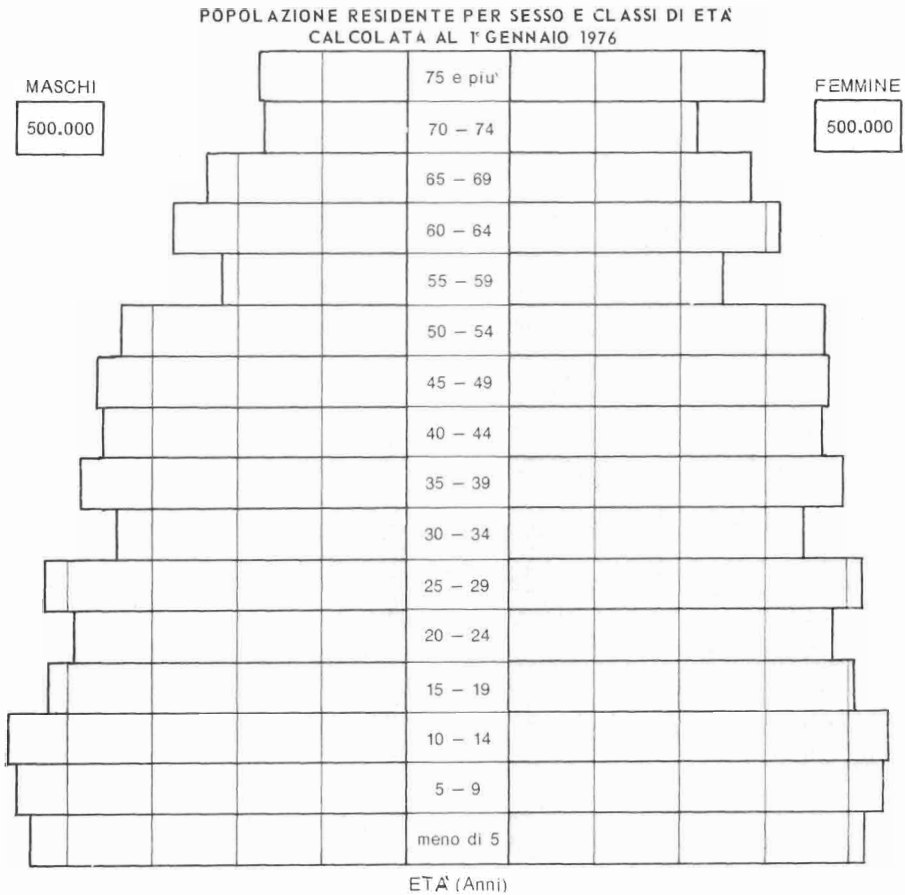 POPOLAZIONE RESIDENTE PER SESSO E CLASSI DI ETA'
CALCOLATA AL 1° GENNAIO 1976
MASCHI
500.000
FEMMINE
500.000
75 e piu'
70 – 74
65 – 69
60 – 64
55 – 59
50 – 54
45 – 49
40 – 44
35 – 39
30 – 34
25 – 29
20 – 24
15 – 19
10 – 14
5 – 9
meno di 5
ETA' (Anni)